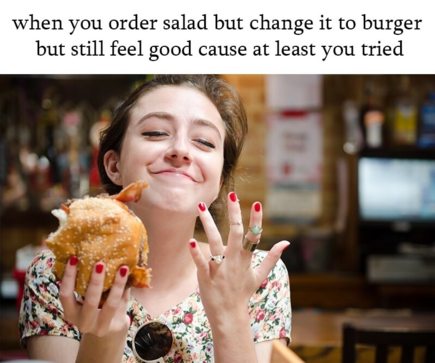 when you order salad but change it to burger
but still feel good cause at least you tried